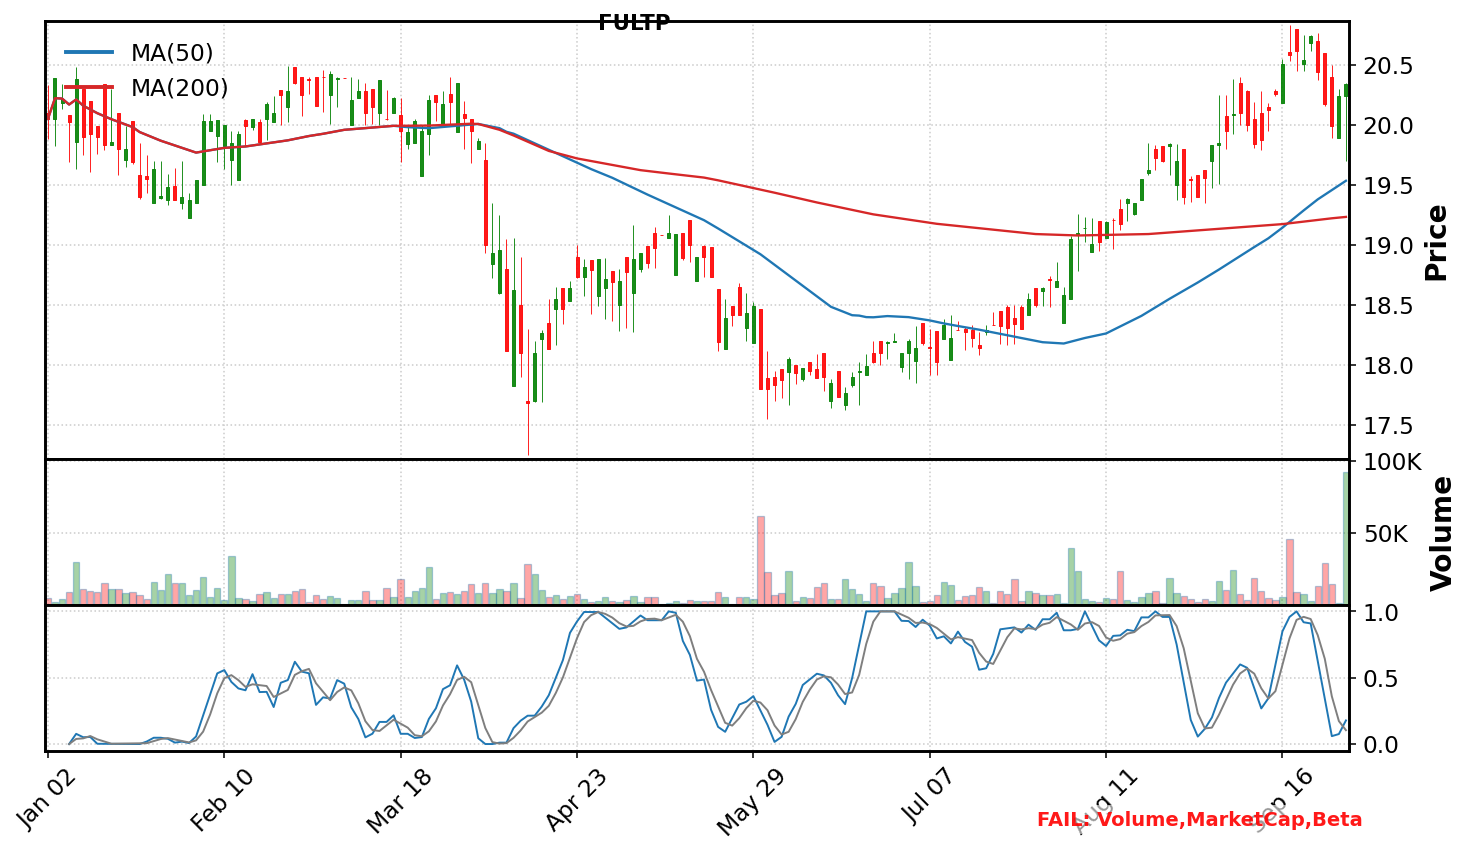 FULTP
MA(50)
MA(200)
20.5
20.0
19.5
19.0
18.5
18.0
17.5
Price
100K
50K
Volume
1.0
0.5
0.0
Jan 02
Feb 10
Mar 18
Apr 23
May 29
Jul 07
Aug 11
Sep 16
FAIL: Volume,MarketCap,Beta